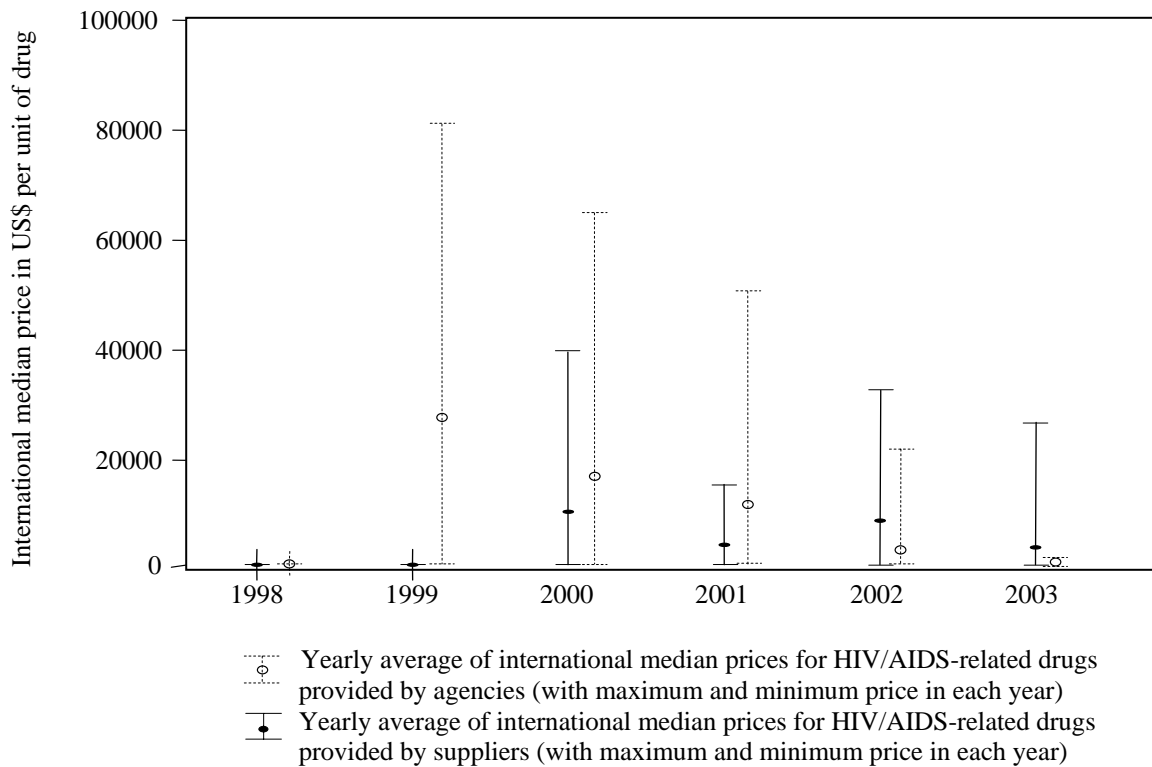 International median price in US$ per unit of drug
100000
80000
60000
40000
20000
0
1998 1999 2000 2001 2002 2003
Yearly average of international median prices for HIV/AIDS-related drugs
provided by agencies (with maximum and minimum price in each year)
Yearly average of international median prices for HIV/AIDS-related drugs
provided by suppliers (with maximum and minimum price in each year)